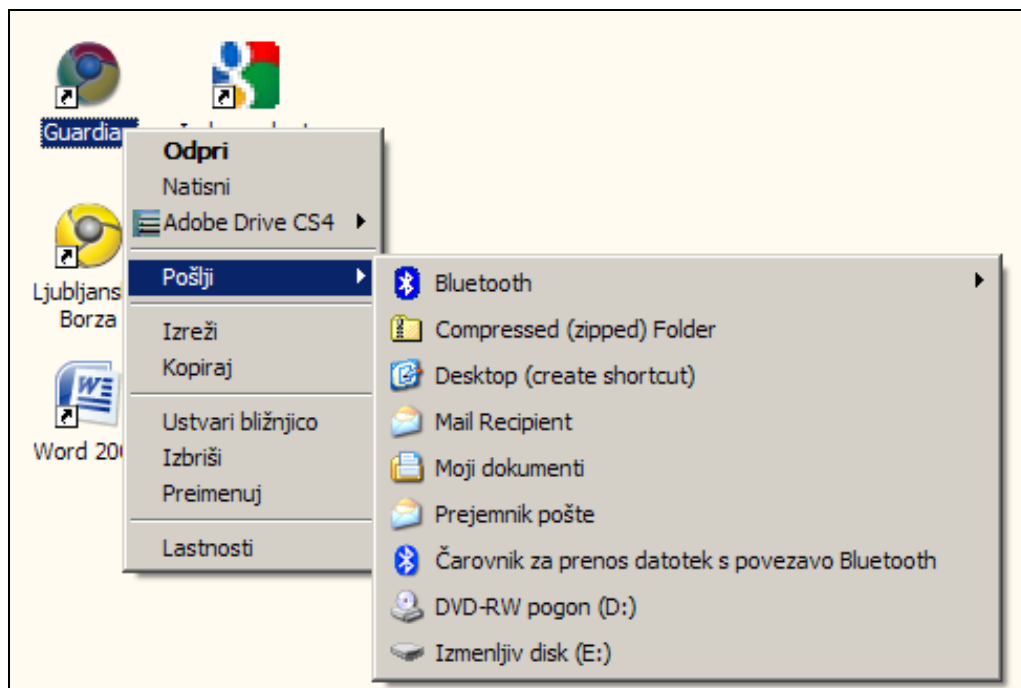 Odpri
Natisni
Adobe Drive CS4
Pošlji
Ljubljans
Borza
Izreži
Kopiraj
Ustvari bližnjico
Word 20
Izbriši
Preimenuj
Lastnosti
Bluetooth
Compressed (zipped) Folder
Desktop (create shortcut)
Mail Recipient
Moji dokumenti
Prejemnik pošte
Čarovnik za prenos datotek s povezavo Bluetooth
DVD-RW pogon (D:)
Izmenljiv disk (E:)
Guardia